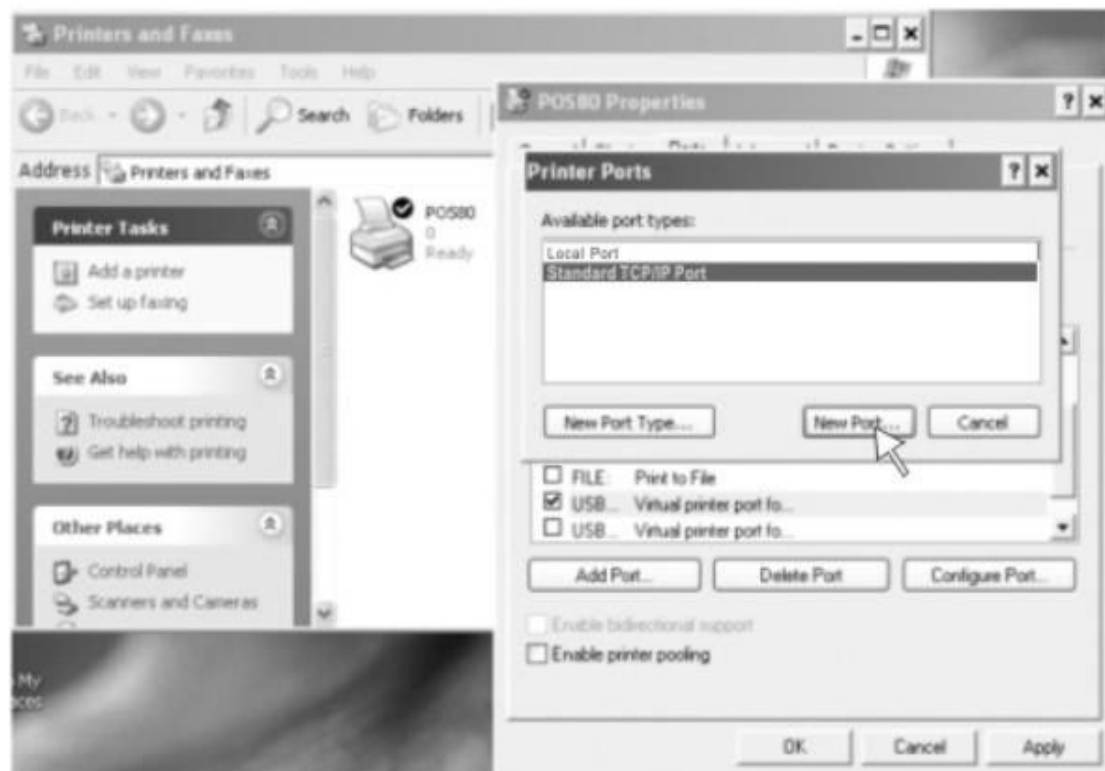 Printers and Faxes
File Edit View Favorites Tools Help
Back Search Folders
Address Printers and Faxes
Printer Tasks
Add a printer
Set up faxing
See Also
Troubleshoot printing
Get help with printing
Other Places
Control Panel
Scanners and Cameras
My
POS80
0
Ready
POS80 Properties
Ports
Printer Ports
Available port types:
Local Port
Standard TCP/IP Port
New Port Type... New Port... Cancel
FILE: Print to File
USB... Virtual printer port fo...
USB... Virtual printer port fo...
Add Port... Delete Port Configure Port...
Enable bidirectional support
Enable printer pooling
OK Cancel Apply